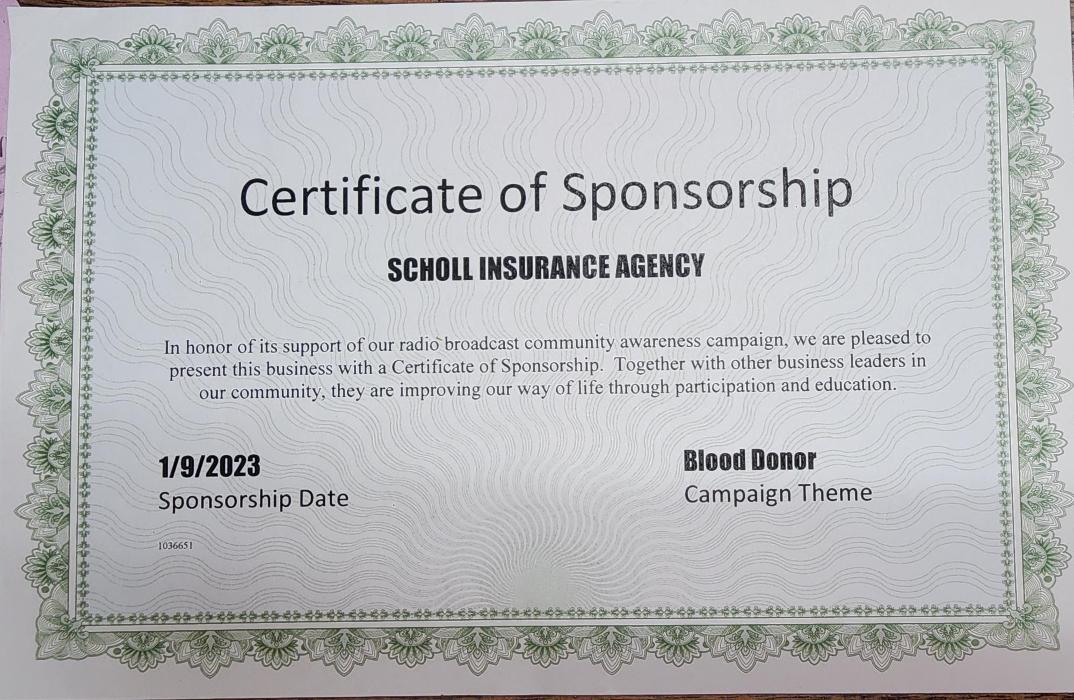 Certificate of Sponsorship
SCHOLL INSURANCE AGENCY
In honor of its support of our radio broadcast community awareness campaign, we are pleased to
present this business with a Certificate of Sponsorship. Together with other business leaders in
our community, they are improving our way of life through participation and education.
1/9/2023
Sponsorship Date
Blood Donor
Campaign Theme
1036651